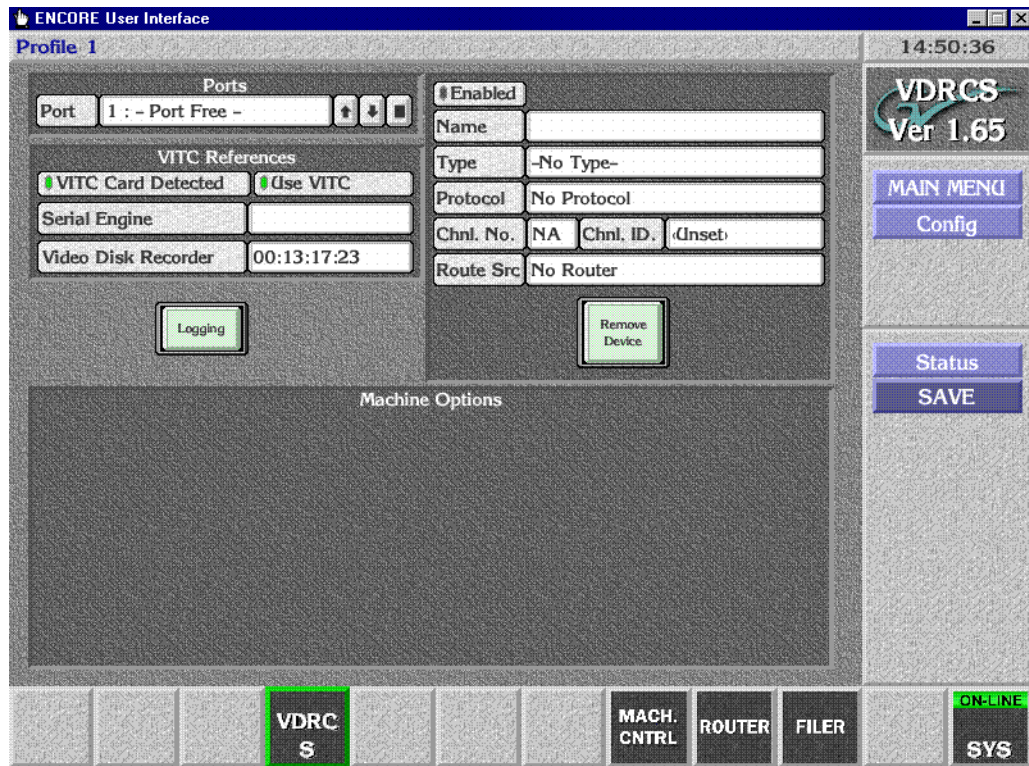 ENCORE User Interface
Profile 1
14:50:36
Ports
Port 1 : - Port Free -
VITC References
VITC Card Detected Use VITC
Serial Engine
Video Disk Recorder 00:13:17:23
Logging
Enabled
Name
Type -No Type-
Protocol No Protocol
Chnl. No. NA Chnl. ID. <Unset>
Route Src No Router
Remove
Device
Machine Options
VDRCS
Ver 1.65
MAIN MENU
Config
Status
SAVE
VDRC
S
MACH.
CNTRL
ROUTER
FILER
ON-LINE
SYS